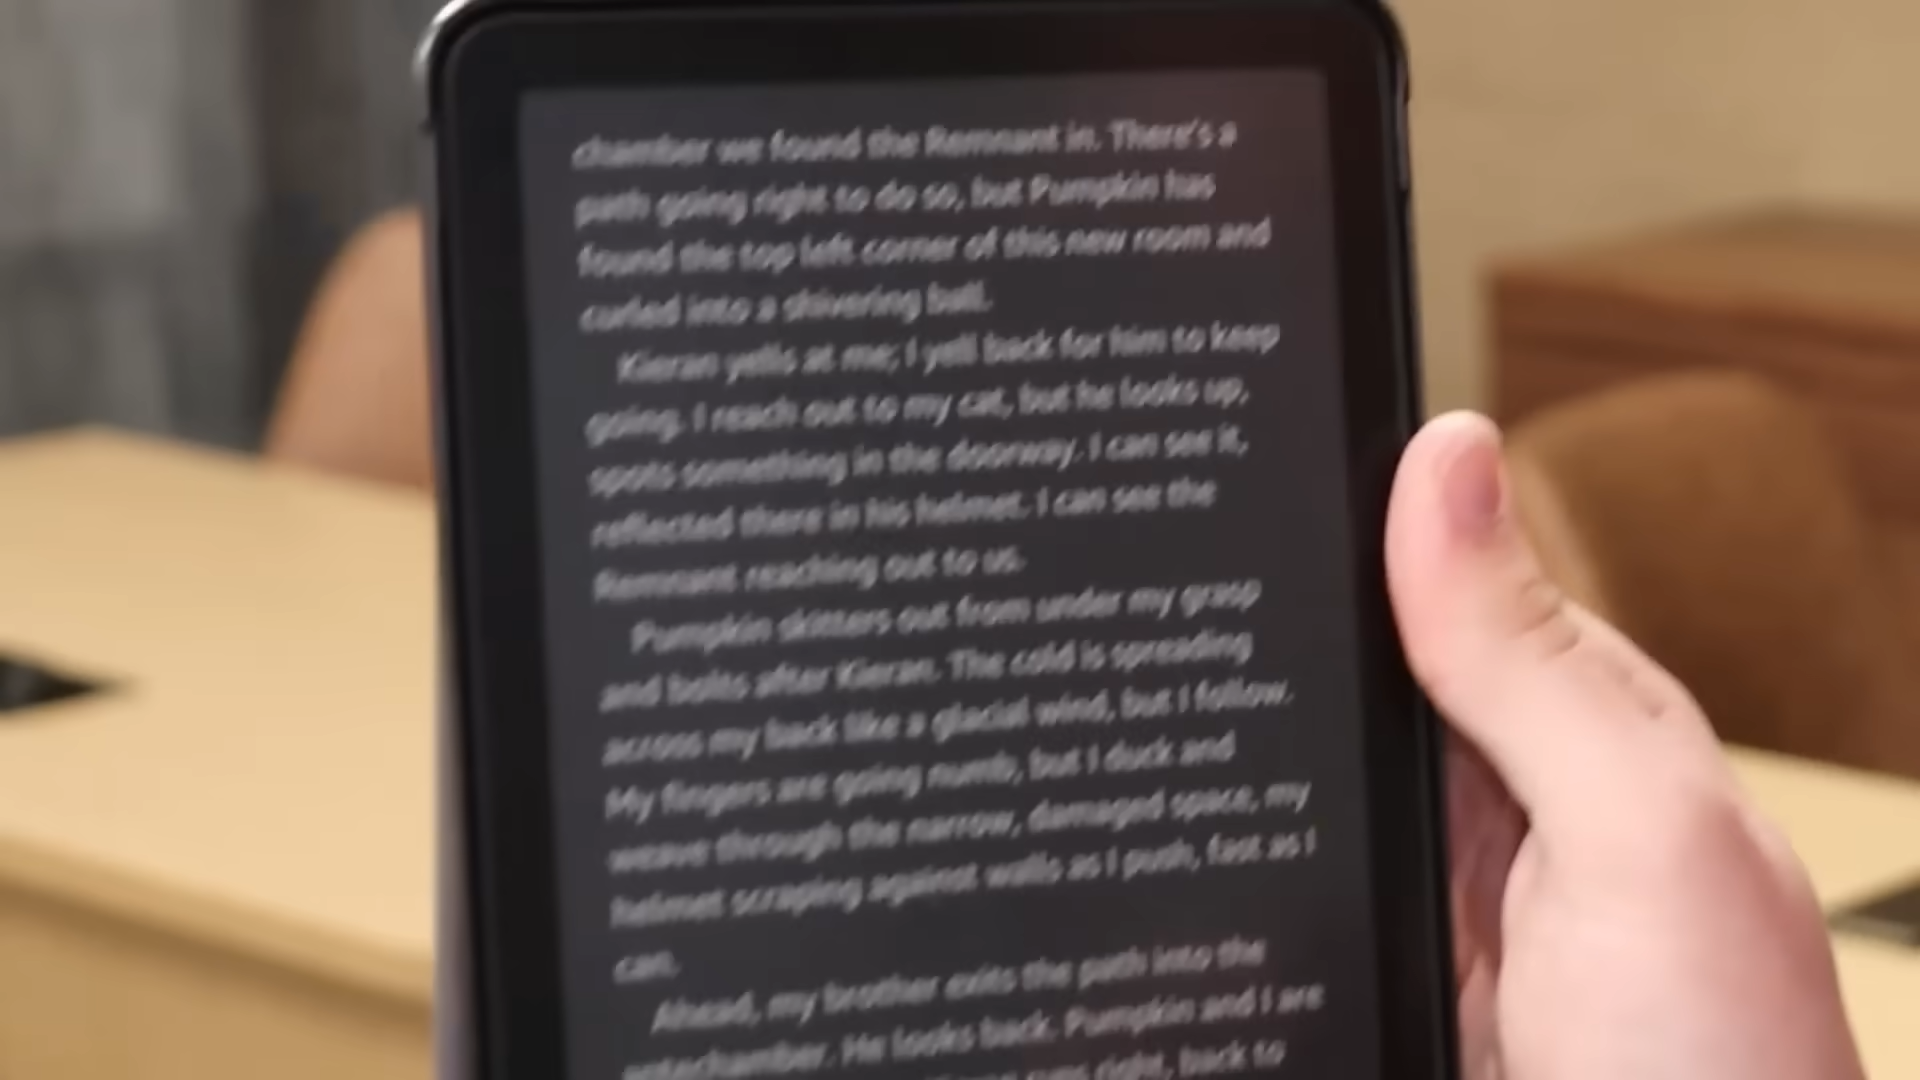 chamber we found the Remnant in. There's a
path going right to do so, but Pumpkin has
found the top left corner of this new room and
curled into a shivering ball.
Kieran yells at me; I yell back for him to keep
going. I reach out to my cat, but he looks up,
spots something in the doorway. I can see it,
reflected there in his helmet. I can see the
Remnant reaching out to us.
Pumpkin skitters out from under my grasp
and bolts after Kieran. The cold is spreading
across my back like a glacial wind, but I follow.
My fingers are going numb, but I duck and
weave through the narrow, damaged space, my
helmet scraping against walls as I push, fast as I
can.
Ahead, my brother exits the path into the
antechamber. He looks back. Pumpkin and I are
runs right, back to